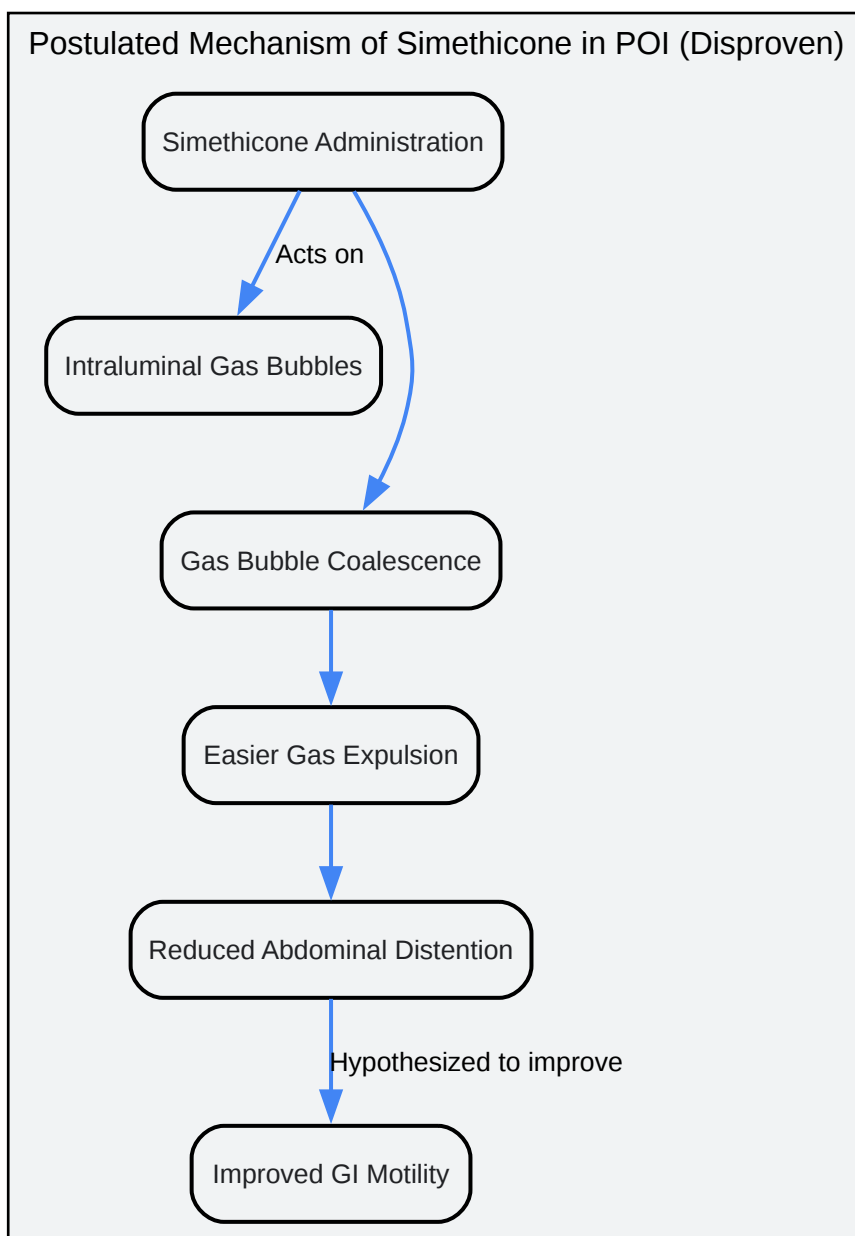 Postulated Mechanism of Simethicone in POI (Disproven)
Simethicone Administration
Acts on
Intraluminal Gas Bubbles
Gas Bubble Coalescence
Easier Gas Expulsion
Reduced Abdominal Distention
Hypothesized to improve
Improved GI Motility